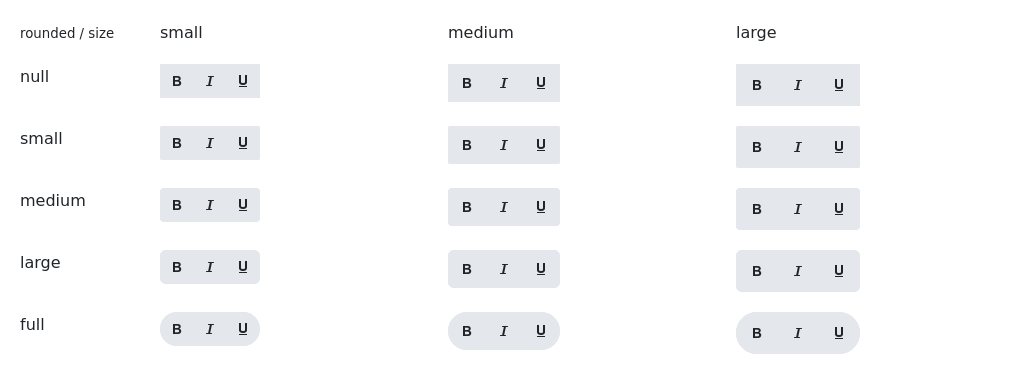 rounded / size small medium large
null B I U B I U B I U
small B I U B I U B I U
medium B I U B I U B I U
large B I U B I U B I U
full B I U B I U B I U